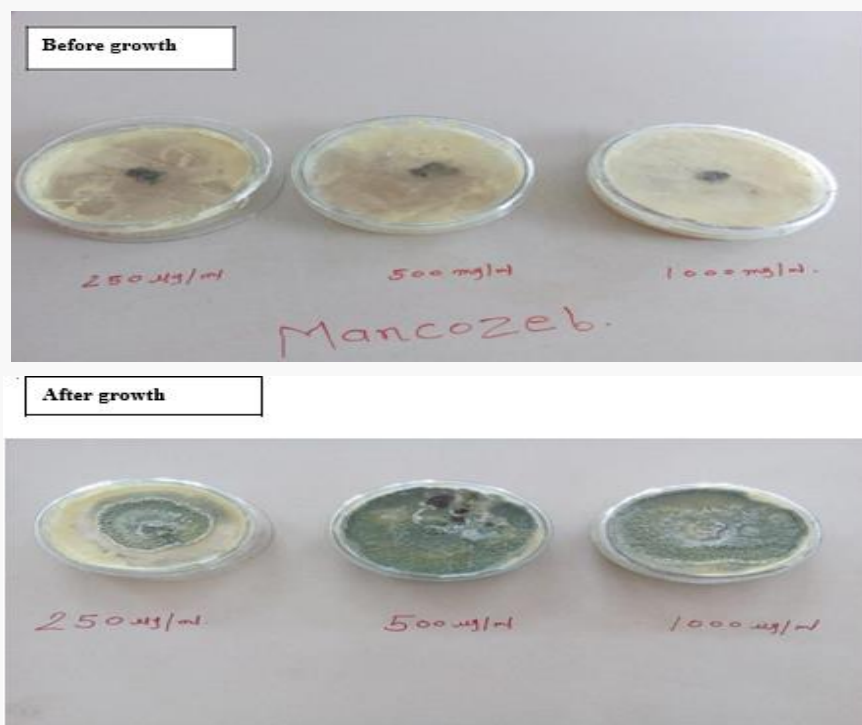 Before growth
250 µg/ml
500 mg/ml
1000 mg/ml.
Mancozeb.
After growth
250 µg/ml.
500 µg/ml
1000 µg/ml